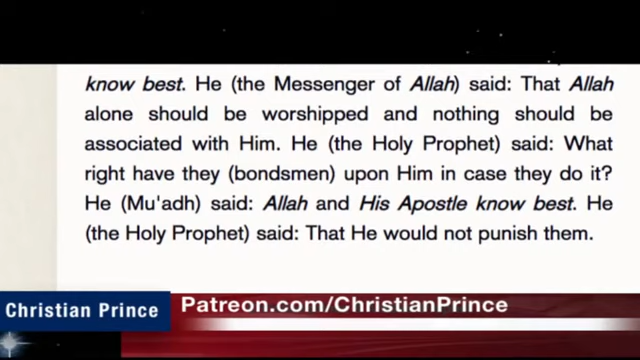 know best. He (the Messenger of Allah) said: That Allah
alone should be worshipped and nothing should be
associated with Him. He (the Holy Prophet) said: What
right have they (bondsmen) upon Him in case they do it?
He (Mu'adh) said: Allah and His Apostle know best. He
(the Holy Prophet) said: That He would not punish them.
Christian Prince
Patreon.com/ChristianPrince